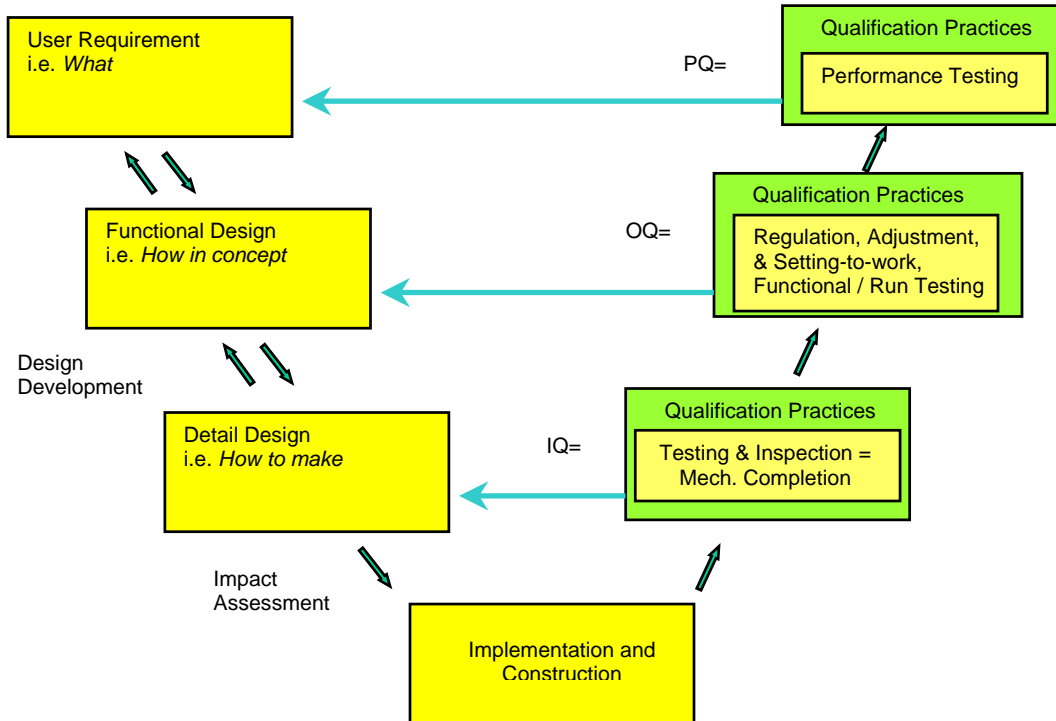 User Requirement
i.e. What
PQ=
Qualification Practices
Performance Testing
Functional Design
i.e. How in concept
OQ=
Qualification Practices
Regulation, Adjustment,
& Setting-to-work,
Functional / Run Testing
Design
Development
Detail Design
i.e. How to make
IQ=
Qualification Practices
Testing & Inspection =
Mech. Completion
Impact
Assessment
Implementation and
Construction